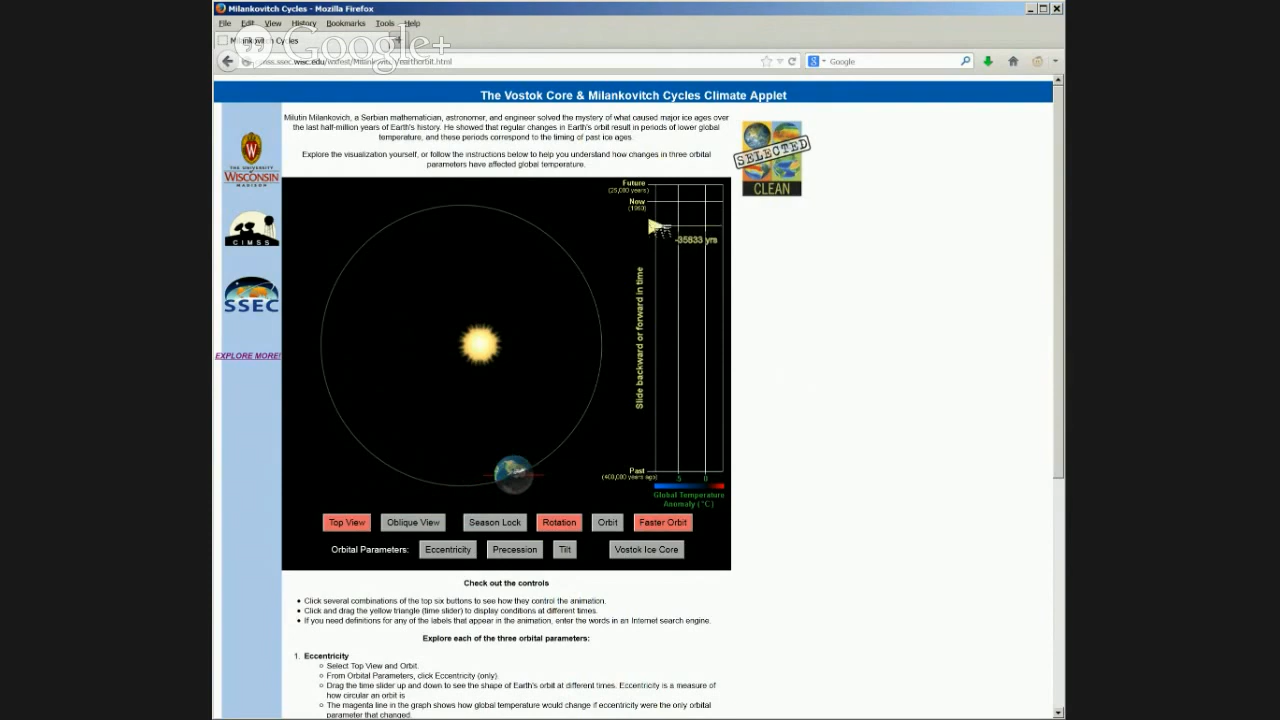 Milankovitch Cycles - Mozilla Firefox
File Edit View History Bookmarks Tools Help
Google+
Milankovitch Cycles
Google
The Vostok Core & Milankovitch Cycles Climate Applet
Milutin Milankovich, a Serbian mathematician, astronomer, and engineer solved the mystery of what caused major ice ages over
the last half-million years of Earth's history. He showed that regular changes in Earth's orbit result in periods of lower global
temperature, and these periods correspond to the timing of past ice ages.
Explore the visualization yourself, or follow the instructions below to help you understand how changes in three orbital
parameters have affected global temperature.
SELECTED
CLEAN
W
THE UNIVERSITY
WISCONSIN
MADISON
CIMSS
SSEC
EXPLORE MORE!
Future
(25,000 years)
Now
(1950)
-35833 yrs
Slide backward or forward in time
Past
(400,000 years ago)
-5 0
Global Temperature
Anomaly (°C)
Top View Oblique View Season Lock Rotation Orbit Faster Orbit
Orbital Parameters: Eccentricity Precession Tilt Vostok Ice Core
Check out the controls
• Click several combinations of the top six buttons to see how they control the animation.
• Click and drag the yellow triangle (time slider) to display conditions at different times.
• If you need definitions for any of the labels that appear in the animation, enter the words in an Internet search engine.
Explore each of the three orbital parameters:
1. Eccentricity
○ Select Top View and Orbit.
○ From Orbital Parameters, click Eccentricity (only).
○ Drag the time slider up and down to see the shape of Earth's orbit at different times. Eccentricity is a measure of
how circular an orbit is
○ The magenta line in the graph shows how global temperature would change if eccentricity were the only orbital
parameter that changed.